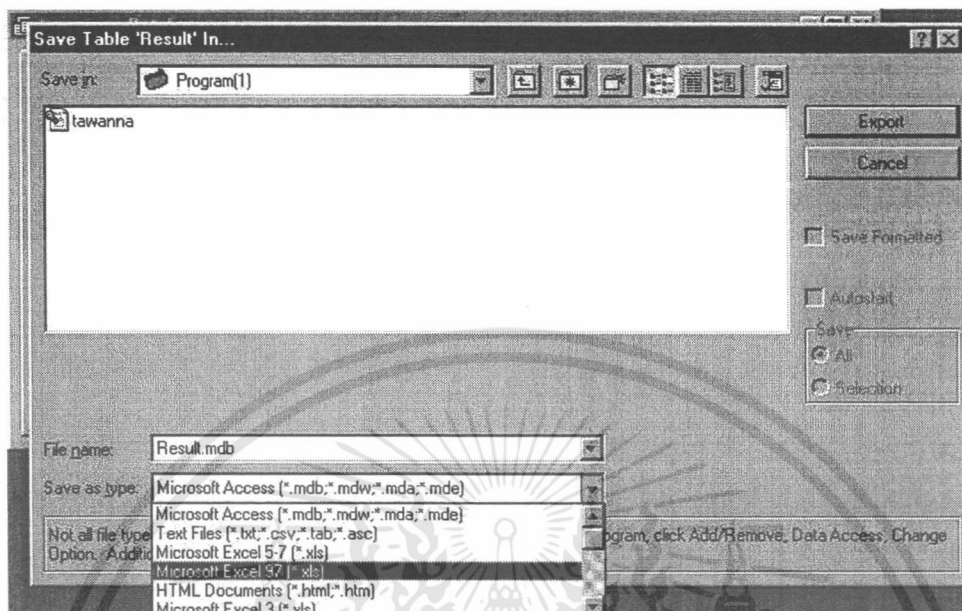 Save Table 'Result' In...
Save in: Program(1)
tawanna
Export
Cancel
Save Formatted
Autostart
Save
All
Selection
File name: Result.mdb
Save as type: Microsoft Access (*.mdb;*.mdw;*.mda;*.mde)
Microsoft Access (*.mdb;*.mdw;*.mda;*.mde)
Text Files (*.txt;*.csv;*.tab;*.asc)
Microsoft Excel 5-7 (*.xls)
Microsoft Excel 97 (*.xls)
HTML Documents (*.html;*.htm)
Microsoft Excel 3 (*.xls)
Not all file type ogram, click Add/Remove, Data Access, Change
Option. Additic